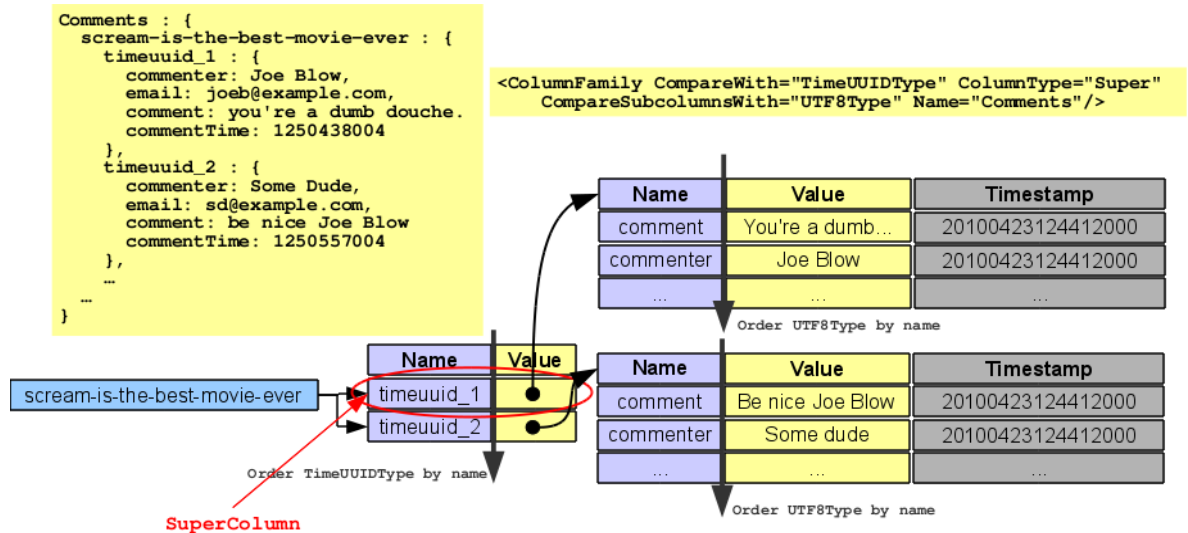 Comments : {
scream-is-the-best-movie-ever : {
timeuuid_1 : {
commenter: Joe Blow,
email: joeb@example.com,
comment: you're a dumb douche.
commentTime: 1250438004
},
timeuuid_2 : {
commenter: Some Dude,
email: sd@example.com,
comment: be nice Joe Blow
commentTime: 1250557004
},
…
…
}
<ColumnFamily CompareWith="TimeUUIDType" ColumnType="Super"
CompareSubcolumnsWith="UTF8Type" Name="Comments"/>
Name Value Timestamp
comment You're a dumb... 20100423124412000
commenter Joe Blow 20100423124412000
... ... ...
Order UTF8Type by name
scream-is-the-best-movie-ever
Name Value
timeuuid_1
timeuuid_2
Order TimeUUIDType by name
SuperColumn
Name Value Timestamp
comment Be nice Joe Blow 20100423124412000
commenter Some dude 20100423124412000
... ... ...
Order UTF8Type by name